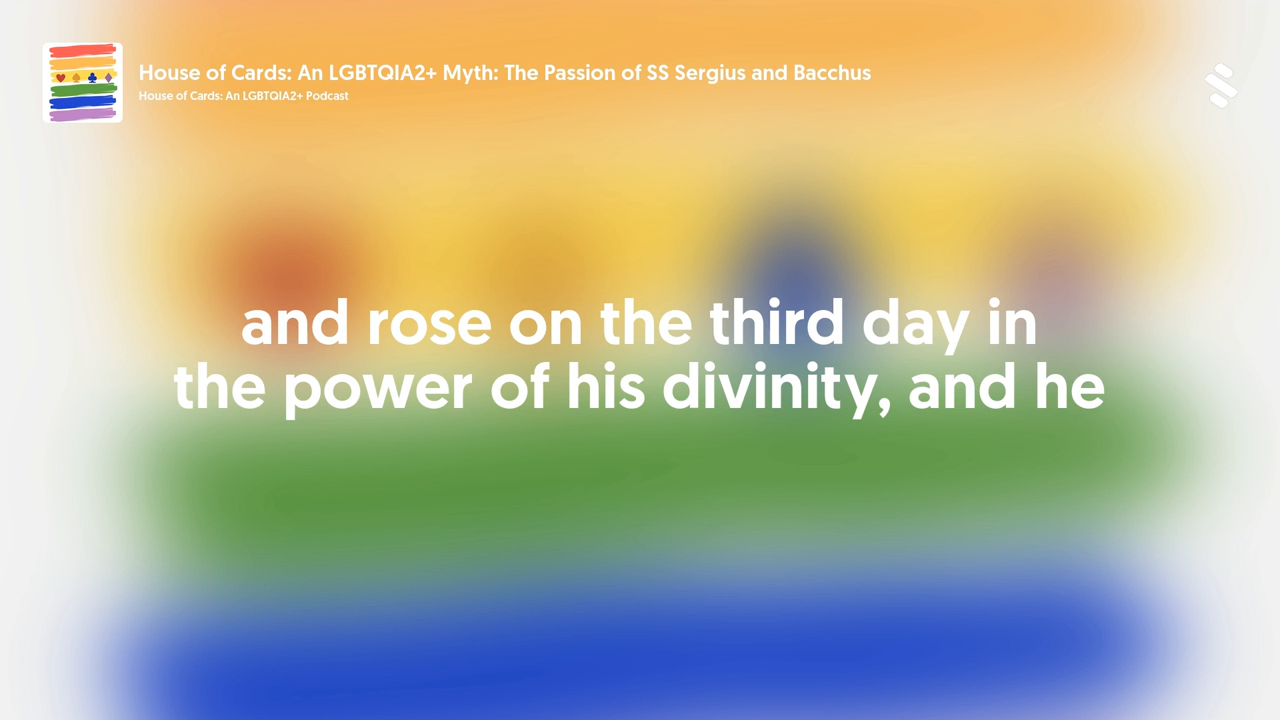 House of Cards: An LGBTQIA2+ Myth: The Passion of SS Sergius and Bacchus
House of Cards: An LGBTQIA2+ Podcast
and rose on the third day in
the power of his divinity, and he